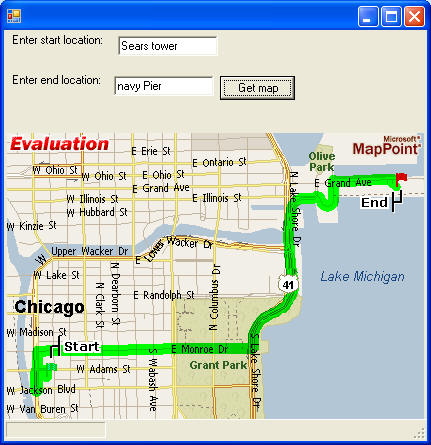 Enter start location:
Sears tower
Enter end location:
navy Pier
Get map
Evaluation
Microsoft®
MapPoint®
E Erie St
Olive
Park
E Ontario St
W Ohio St
E Ohio St
N Lake Shore Dr
E Grand Ave
E Grand Ave
W Illinois St
E Illinois St
End
W Hubbard St
W Kinzie St
W Upper Wacker Dr
E Lower Wacker Dr
W Lake St
Lake Michigan
N Clark St
N Dearborn St
N Columbus Dr
41
E Randolph St
Chicago
W Madison St
Start
E Monroe Dr
S Lake Shore Dr
W Adams St
S Wabash Ave
Grant Park
W Jackson Blvd
W Van Buren St